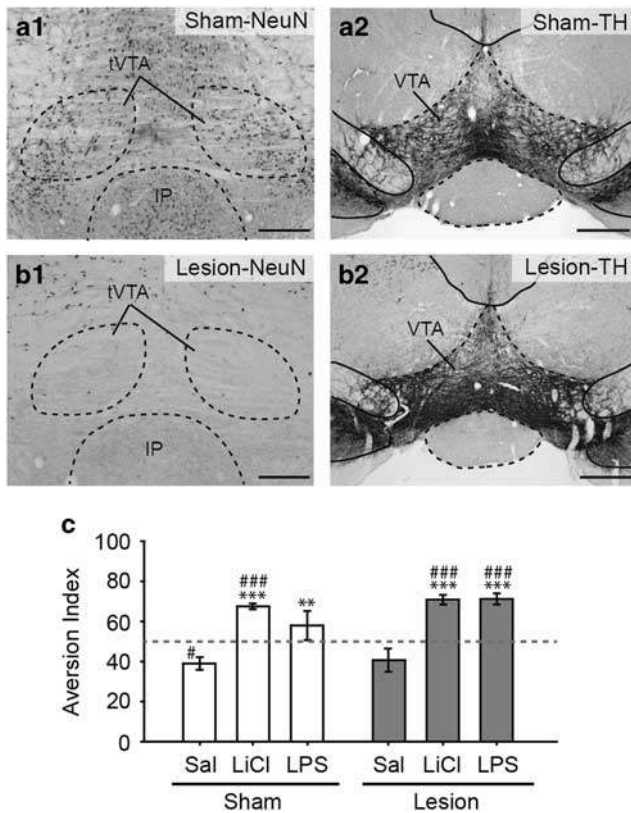 a1
Sham-NeuN
tVTA
IP
a2
Sham-TH
VTA
b1
Lesion-NeuN
tVTA
IP
b2
Lesion-TH
VTA
c
Aversion Index
100
80
60
40
20
0
#
###
***
**
###
***
###
***
Sal LiCl LPS Sal LiCl LPS
Sham Lesion